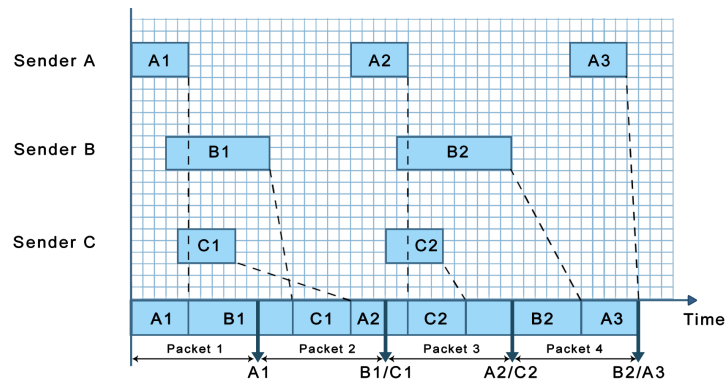 Sender A
A1
A2
A3
Sender B
B1
B2
Sender C
C1
C2
A1
B1
C1
A2
C2
B2
A3
Time
Packet 1
Packet 2
Packet 3
Packet 4
A1
B1/C1
A2/C2
B2/A3